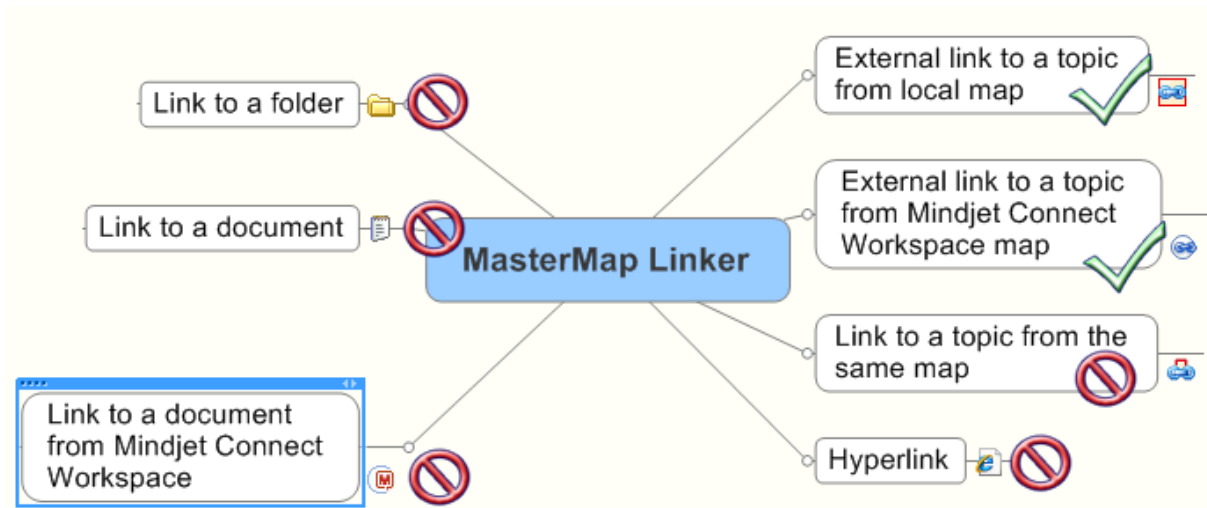 Link to a folder
Link to a document
Link to a document
from Mindjet Connect
Workspace
MasterMap Linker
External link to a topic
from local map
External link to a topic
from Mindjet Connect
Workspace map
Link to a topic from the
same map
Hyperlink